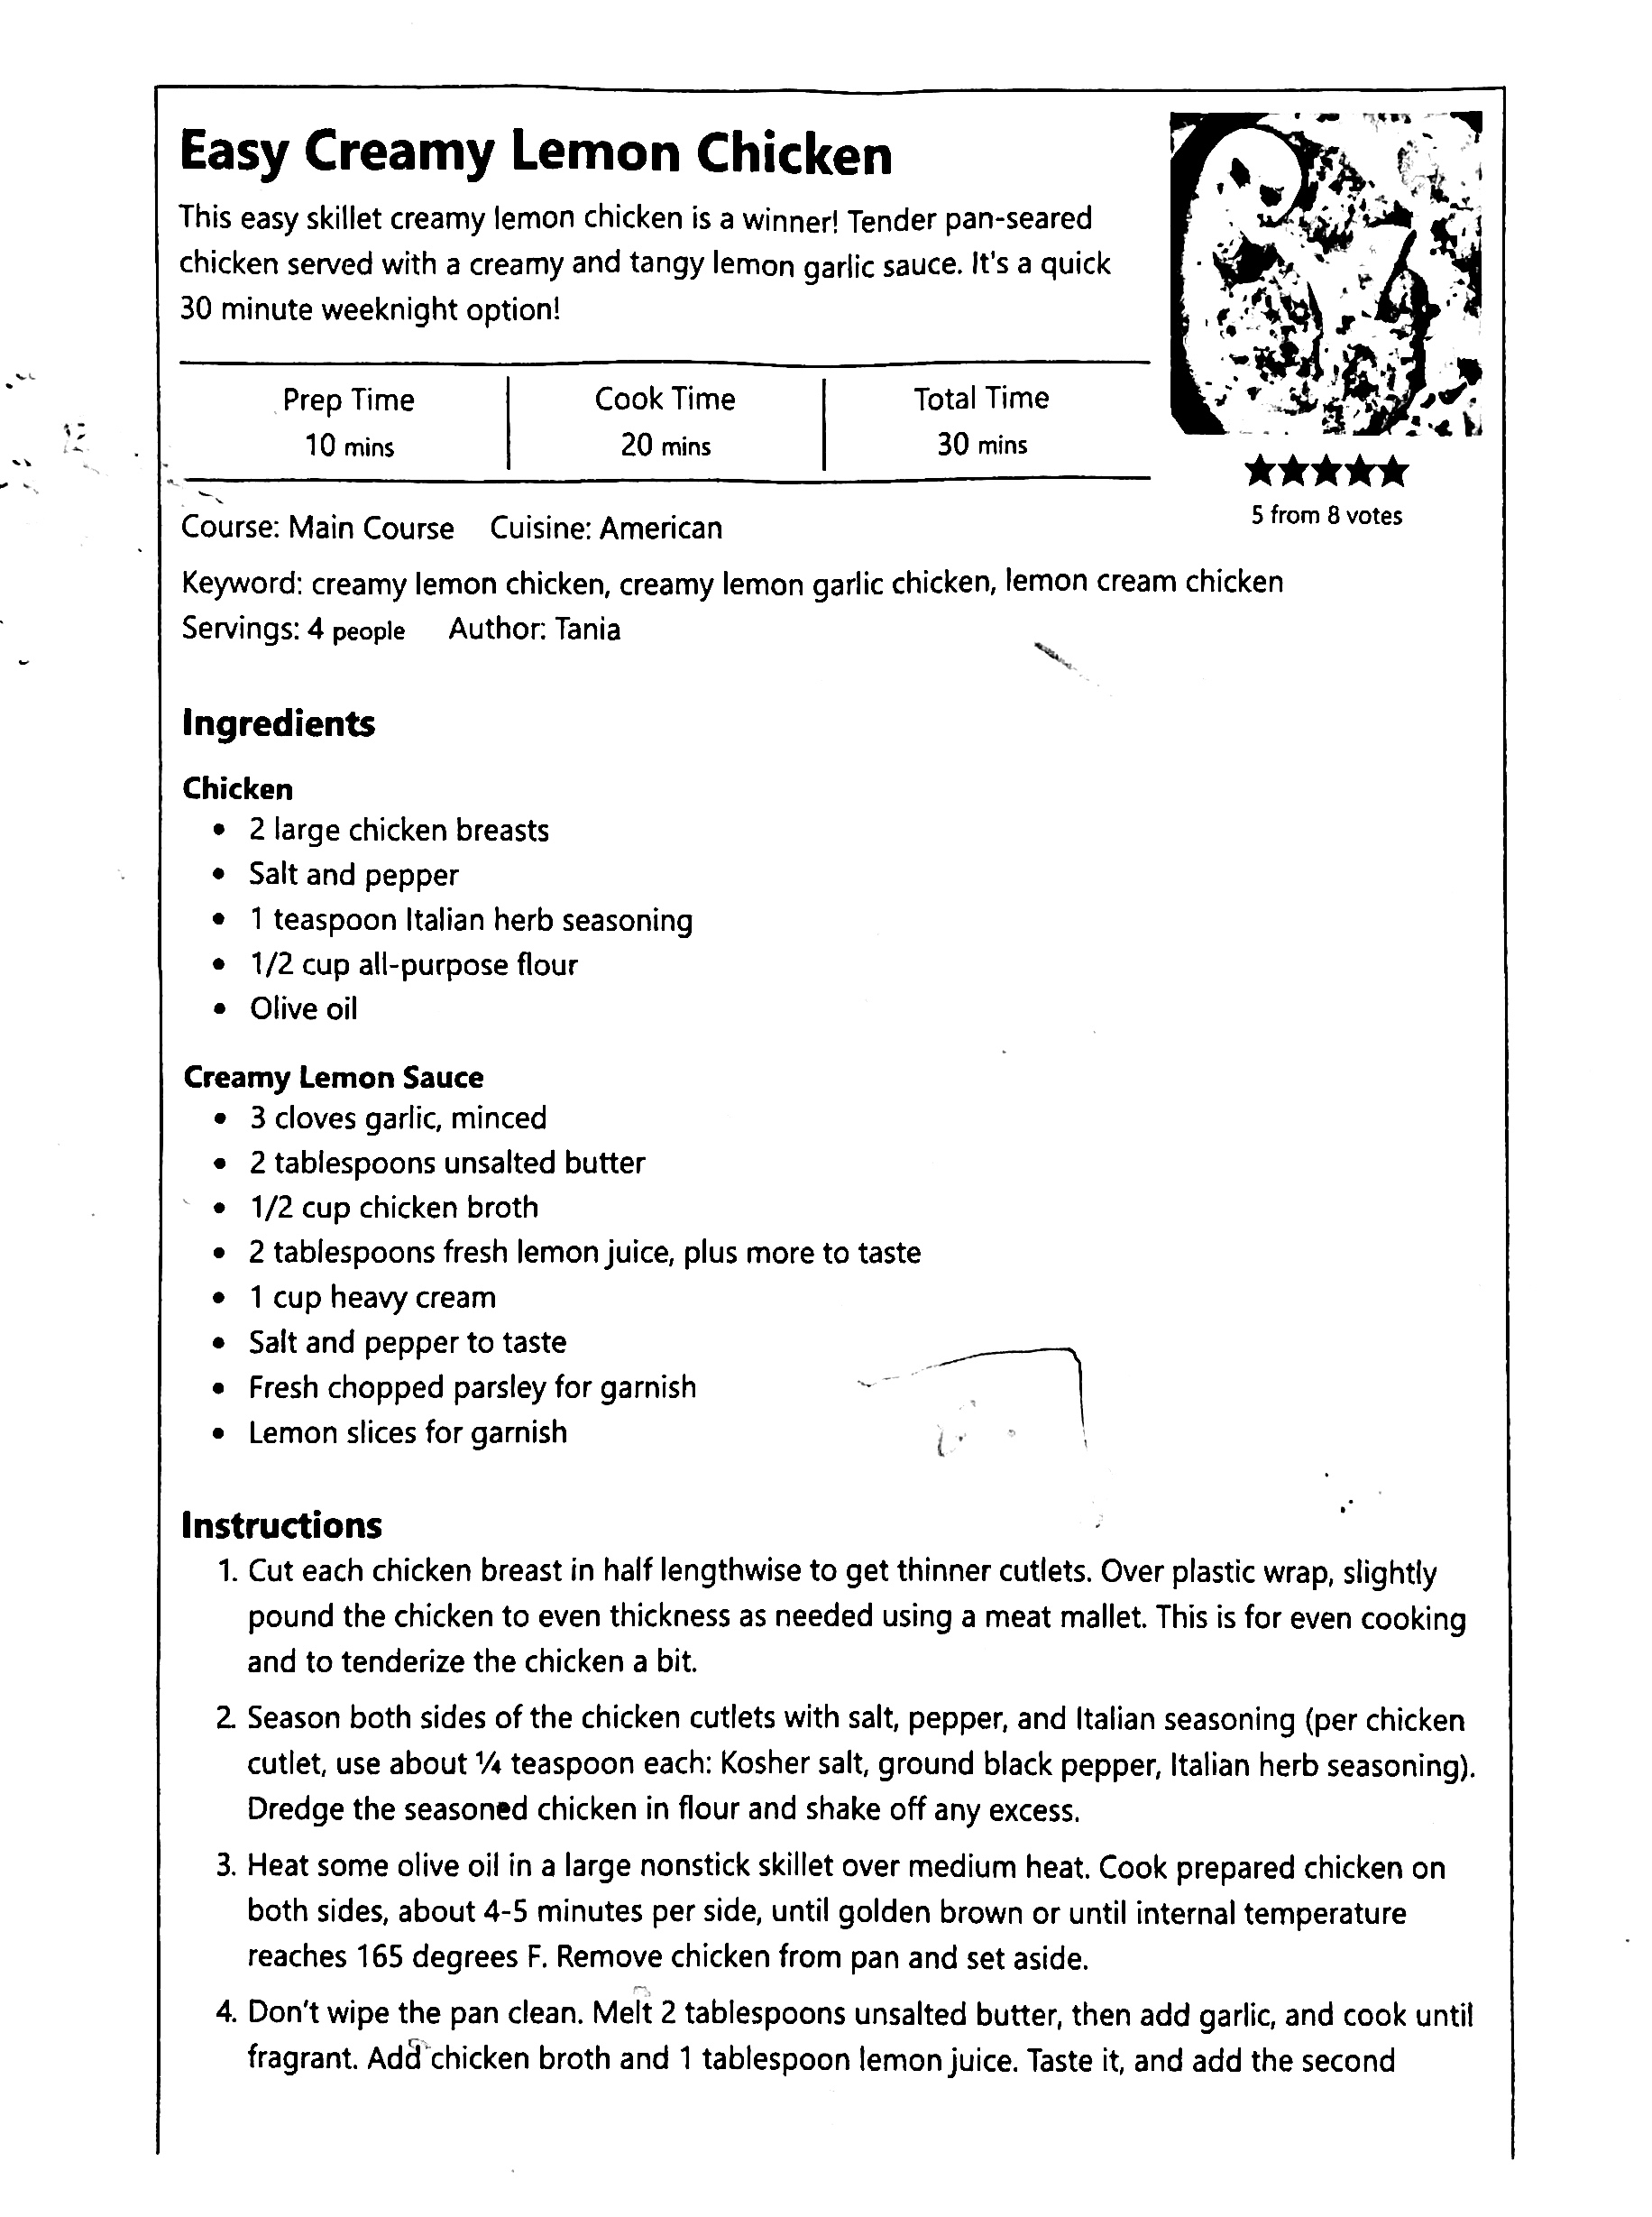 Easy Creamy Lemon Chicken
This easy skillet creamy lemon chicken is a winner! Tender pan-seared
chicken served with a creamy and tangy lemon garlic sauce. It's a quick
30 minute weeknight option!
Prep Time
10 mins
Cook Time
20 mins
Total Time
30 mins
★★★★★
5 from 8 votes
Course: Main Course Cuisine: American
Keyword: creamy lemon chicken, creamy lemon garlic chicken, lemon cream chicken
Servings: 4 people Author: Tania
Ingredients
Chicken
• 2 large chicken breasts
• Salt and pepper
• 1 teaspoon Italian herb seasoning
• 1/2 cup all-purpose flour
• Olive oil
Creamy Lemon Sauce
• 3 cloves garlic, minced
• 2 tablespoons unsalted butter
• 1/2 cup chicken broth
• 2 tablespoons fresh lemon juice, plus more to taste
• 1 cup heavy cream
• Salt and pepper to taste
• Fresh chopped parsley for garnish
• Lemon slices for garnish
Instructions
1. Cut each chicken breast in half lengthwise to get thinner cutlets. Over plastic wrap, slightly
pound the chicken to even thickness as needed using a meat mallet. This is for even cooking
and to tenderize the chicken a bit.
2. Season both sides of the chicken cutlets with salt, pepper, and Italian seasoning (per chicken
cutlet, use about ¼ teaspoon each: Kosher salt, ground black pepper, Italian herb seasoning).
Dredge the seasoned chicken in flour and shake off any excess.
3. Heat some olive oil in a large nonstick skillet over medium heat. Cook prepared chicken on
both sides, about 4-5 minutes per side, until golden brown or until internal temperature
reaches 165 degrees F. Remove chicken from pan and set aside.
4. Don't wipe the pan clean. Melt 2 tablespoons unsalted butter, then add garlic, and cook until
fragrant. Add chicken broth and 1 tablespoon lemon juice. Taste it, and add the second